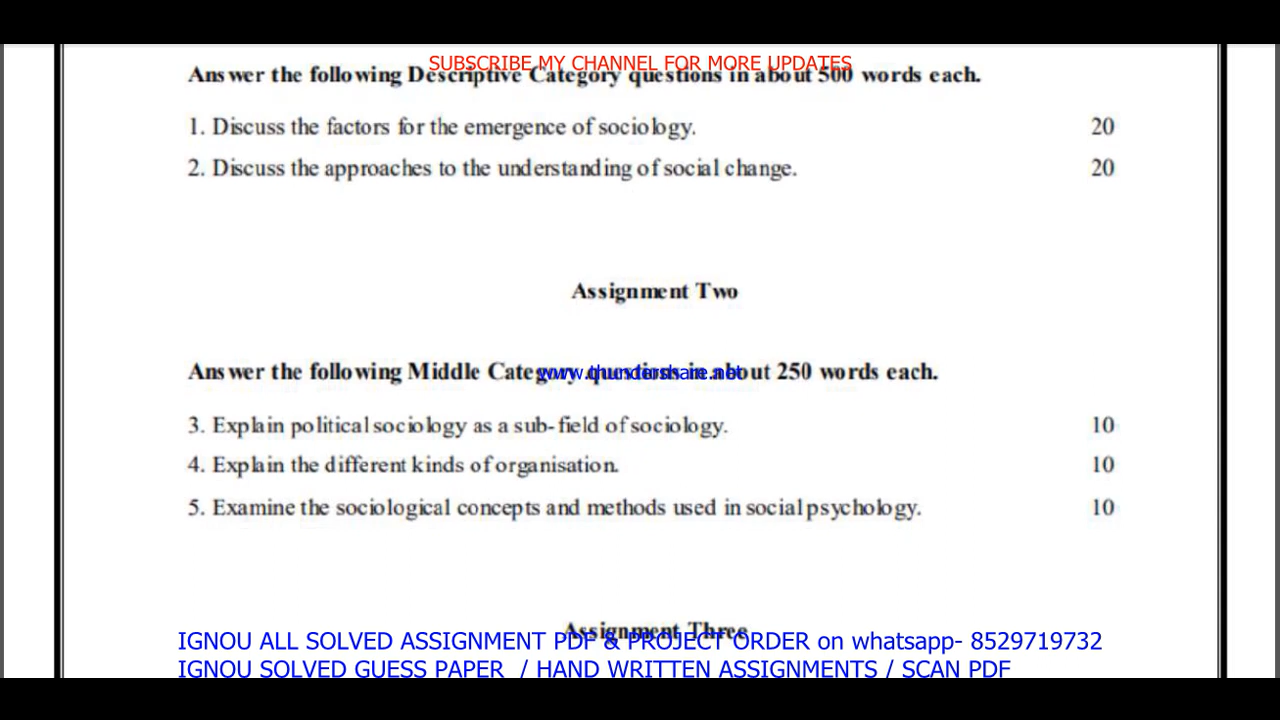 SUBSCRIBE MY CHANNEL FOR MORE UPDATES
Answer the following Descriptive Category questions in about 500 words each.
1. Discuss the factors for the emergence of sociology. 20
2. Discuss the approaches to the understanding of social change. 20
Assignment Two
Answer the following Middle Category questions in about 250 words each.
www.thundershare.net
3. Explain political sociology as a sub-field of sociology. 10
4. Explain the different kinds of organisation. 10
5. Examine the sociological concepts and methods used in social psychology. 10
Assignment Three
IGNOU ALL SOLVED ASSIGNMENT PDF & PROJECT ORDER on whatsapp- 8529719732
IGNOU SOLVED GUESS PAPER / HAND WRITTEN ASSIGNMENTS / SCAN PDF